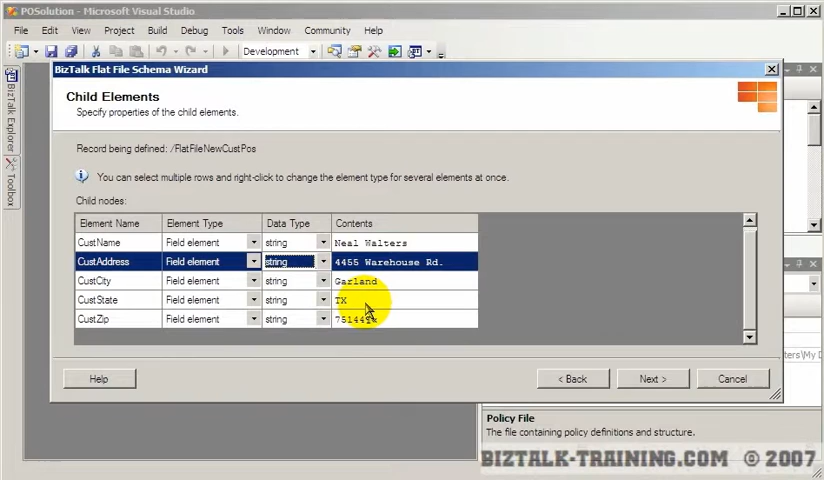 POSolution - Microsoft Visual Studio
File Edit View Project Build Debug Tools Window Community Help
Development
BizTalk Flat File Schema Wizard
Child Elements
Specify properties of the child elements.
Record being defined: /FlatFileNewCustPos
You can select multiple rows and right-click to change the element type for several elements at once.
Child nodes:
Element Name Element Type Data Type Contents
CustName Field element string Neal Walters
CustAddress Field element string 4455 Warehouse Rd.
CustCity Field element string Garland
CustState Field element string TX
CustZip Field element string
Help < Back Next > Cancel
BizTalk Explorer
Toolbox
Policy File
The file containing policy definitions and structure.
BIZTALK-TRAINING.COM © 2007